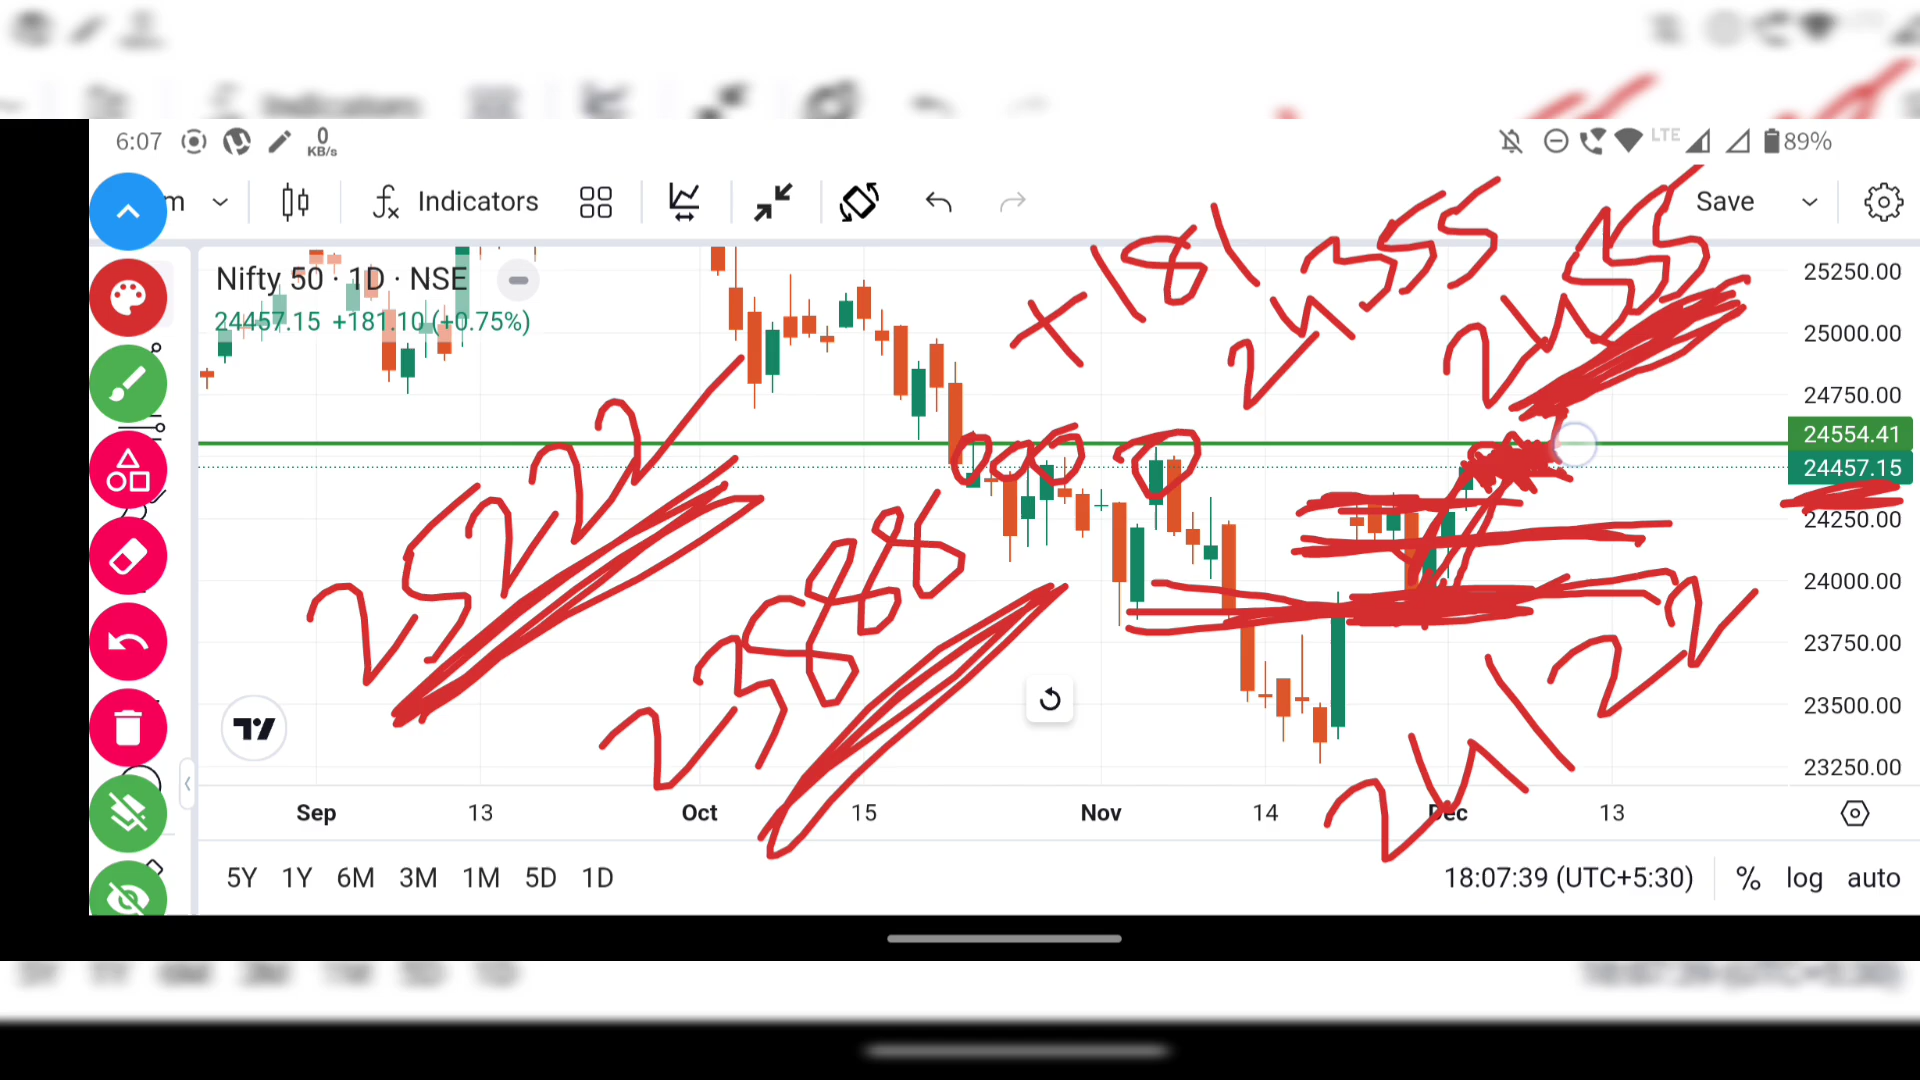 6:07 0 KB/s LTE 89%
m Indicators Save
Nifty 50 · 1D · NSE
24457.15 +181.10 (+0.75%)
25250.00
25000.00
24750.00
24554.41
24457.15
24250.00
24000.00
23750.00
23500.00
23250.00
+181
24355
2455
25222
23888
24122
Sep 13 Oct 15 Nov 14 Dec 13
5Y 1Y 6M 3M 1M 5D 1D 18:07:39 (UTC+5:30) % log auto